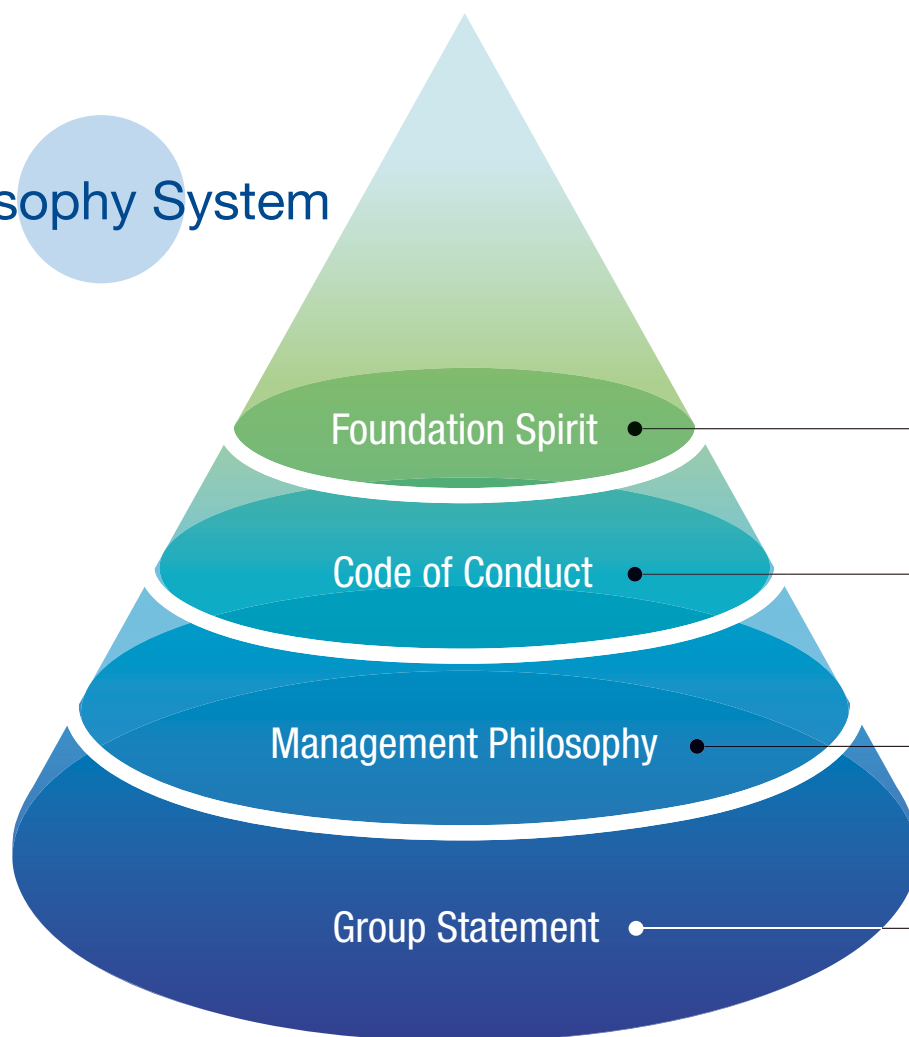 sophy System
Foundation Spirit
Code of Conduct
Management Philosophy
Group Statement